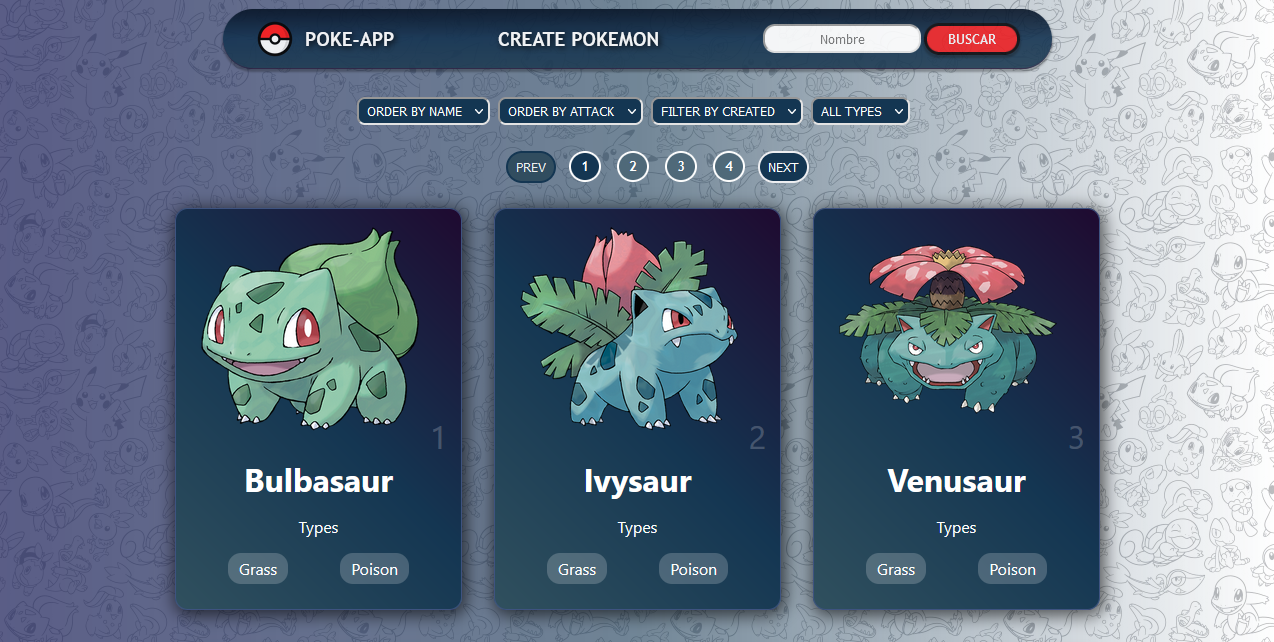 POKE-APP CREATE POKEMON Nombre BUSCAR
ORDER BY NAME ORDER BY ATTACK FILTER BY CREATED ALL TYPES
PREV 1 2 3 4 NEXT
1 2 3
Bulbasaur Ivysaur Venusaur
Types Types Types
Grass Poison Grass Poison Grass Poison